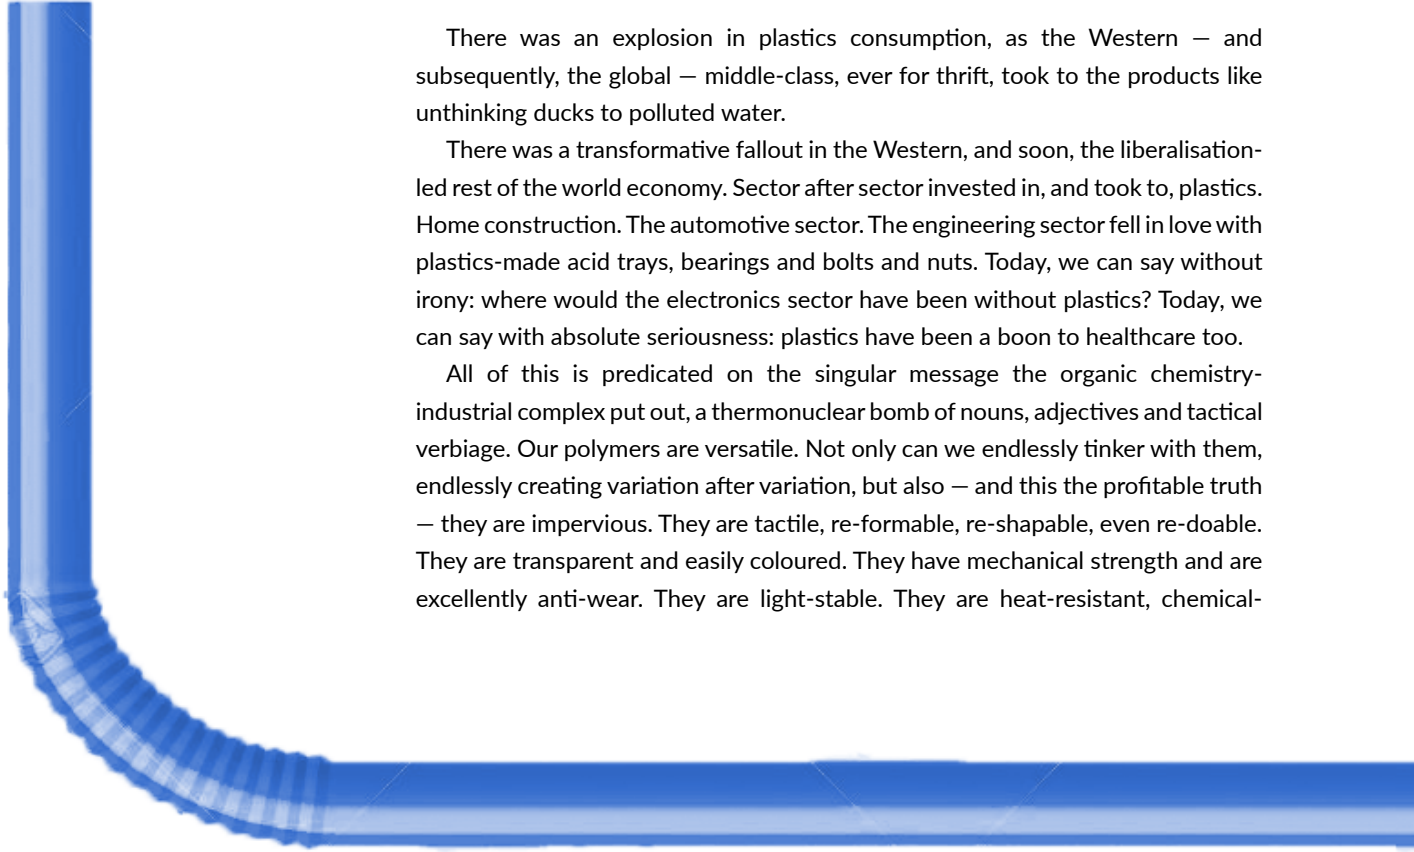 There was an explosion in plastics consumption, as the Western — and
subsequently, the global — middle-class, ever for thrift, took to the products like
unthinking ducks to polluted water.
There was a transformative fallout in the Western, and soon, the liberalisation-
led rest of the world economy. Sector after sector invested in, and took to, plastics.
Home construction. The automotive sector. The engineering sector fell in love with
plastics-made acid trays, bearings and bolts and nuts. Today, we can say without
irony: where would the electronics sector have been without plastics? Today, we
can say with absolute seriousness: plastics have been a boon to healthcare too.
All of this is predicated on the singular message the organic chemistry-
industrial complex put out, a thermonuclear bomb of nouns, adjectives and tactical
verbiage. Our polymers are versatile. Not only can we endlessly tinker with them,
endlessly creating variation after variation, but also — and this the profitable truth
— they are impervious. They are tactile, re-formable, re-shapable, even re-doable.
They are transparent and easily coloured. They have mechanical strength and are
excellently anti-wear. They are light-stable. They are heat-resistant, chemical-